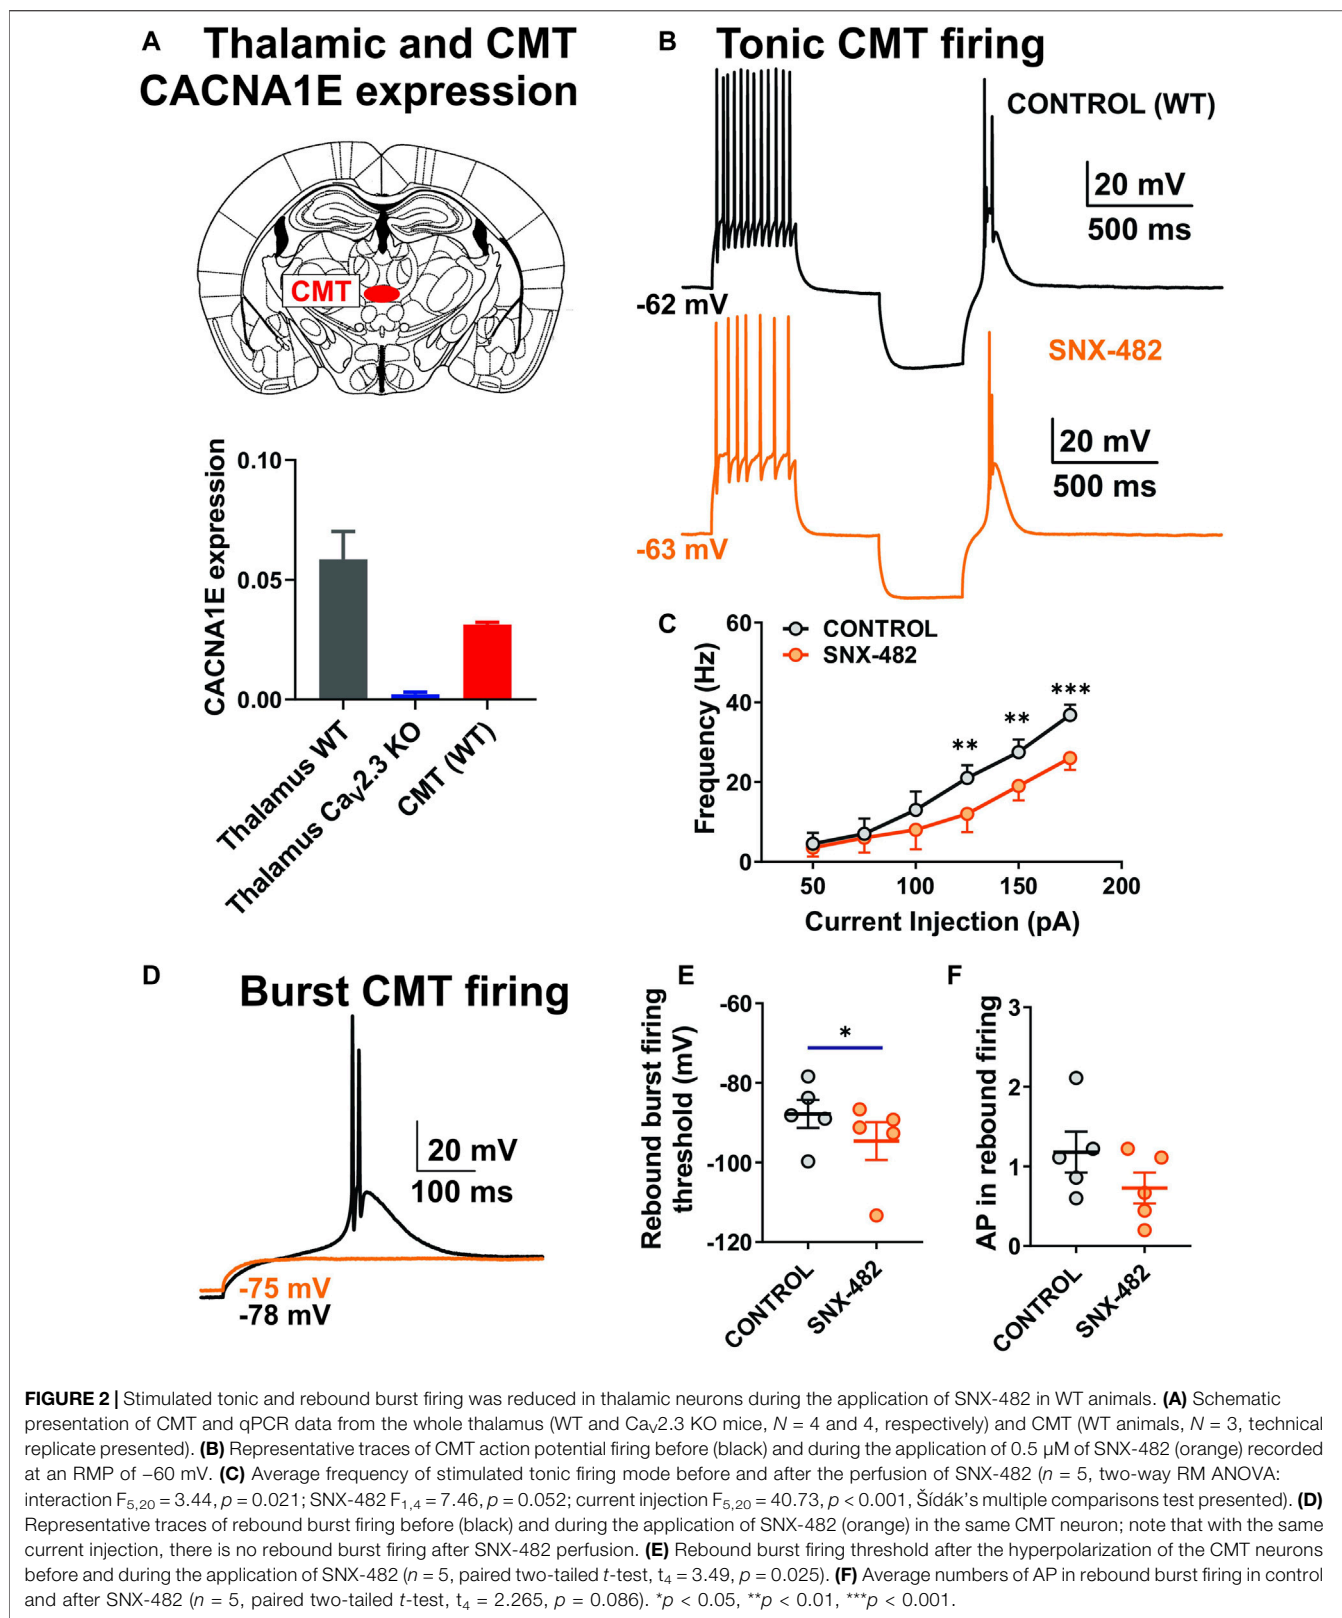 A Thalamic and CMT
CACNA1E expression
CMT
CACNA1E expression
0.10
0.05
0.00
Thalamus WT
Thalamus CaV2.3 KO
CMT (WT)
B Tonic CMT firing
CONTROL (WT)
20 mV
500 ms
-62 mV
SNX-482
20 mV
500 ms
-63 mV
C
CONTROL
SNX-482
Frequency (Hz)
60
40
20
0
**
**
***
50 100 150 200
Current Injection (pA)
D Burst CMT firing
20 mV
100 ms
-75 mV
-78 mV
E
Rebound burst firing
threshold (mV)
-60
-80
-100
-120
*
CONTROL
SNX-482
F
AP in rebound firing
3
2
1
0
CONTROL
SNX-482
FIGURE 2 | Stimulated tonic and rebound burst firing was reduced in thalamic neurons during the application of SNX-482 in WT animals. (A) Schematic
presentation of CMT and qPCR data from the whole thalamus (WT and CaV2.3 KO mice, N = 4 and 4, respectively) and CMT (WT animals, N = 3, technical
replicate presented). (B) Representative traces of CMT action potential firing before (black) and during the application of 0.5 µM of SNX-482 (orange) recorded
at an RMP of −60 mV. (C) Average frequency of stimulated tonic firing mode before and after the perfusion of SNX-482 (n = 5, two-way RM ANOVA:
interaction F5,20 = 3.44, p = 0.021; SNX-482 F1,4 = 7.46, p = 0.052; current injection F5,20 = 40.73, p < 0.001, Šídák's multiple comparisons test presented). (D)
Representative traces of rebound burst firing before (black) and during the application of SNX-482 (orange) in the same CMT neuron; note that with the same
current injection, there is no rebound burst firing after SNX-482 perfusion. (E) Rebound burst firing threshold after the hyperpolarization of the CMT neurons
before and during the application of SNX-482 (n = 5, paired two-tailed t-test, t4 = 3.49, p = 0.025). (F) Average numbers of AP in rebound burst firing in control
and after SNX-482 (n = 5, paired two-tailed t-test, t4 = 2.265, p = 0.086). *p < 0.05, **p < 0.01, ***p < 0.001.